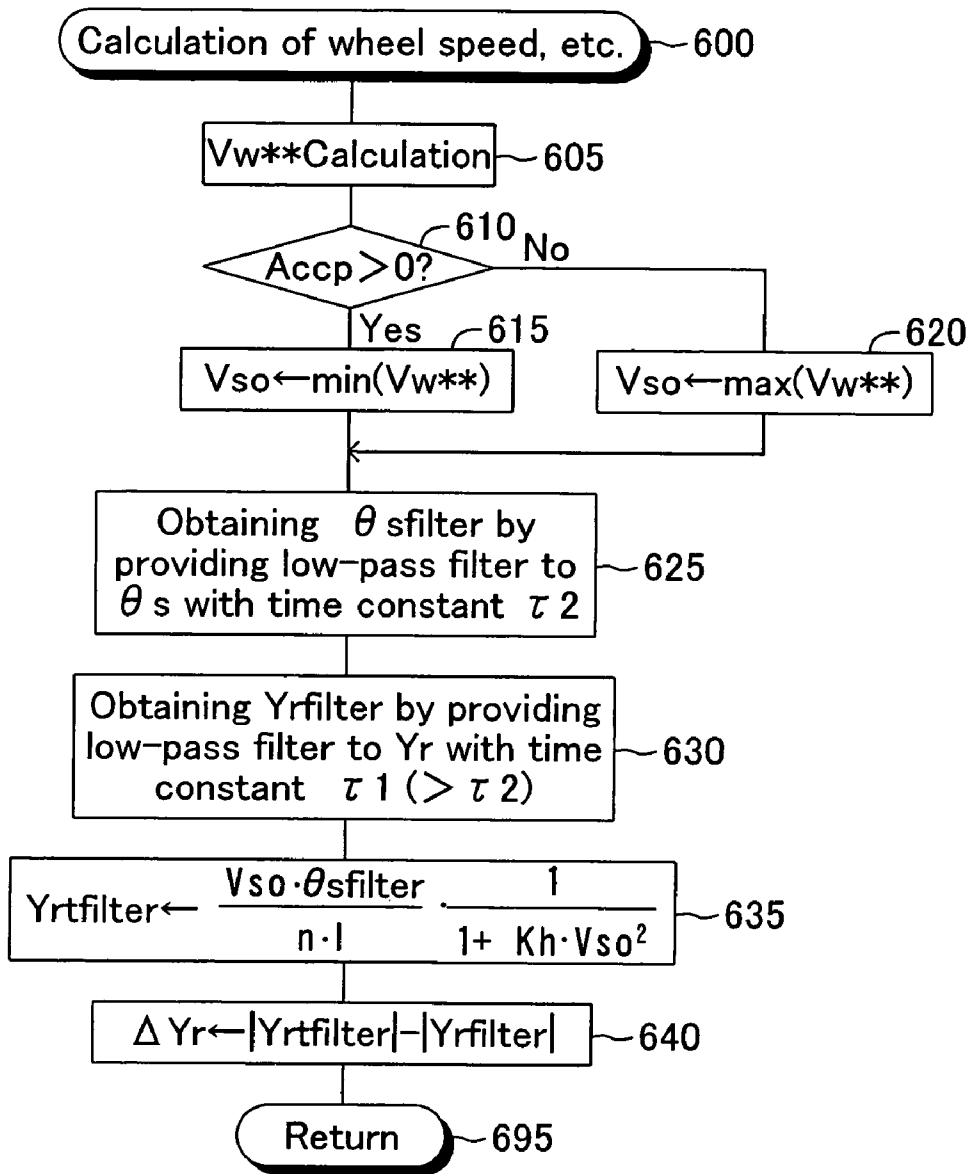 Calculation of wheel speed, etc.
600
Vw**Calculation
605
610
Accp>0?
No
Yes
615
620
Vso←min(Vw**)
Vso←max(Vw**)
Obtaining θsfilter by
providing low-pass filter to
θs with time constant τ2
625
Obtaining Yrfilter by providing
low-pass filter to Yr with time
constant τ1(>τ2)
630
Yrtfilter← Vso·θsfilter / n·l · 1 / 1+ Kh·Vso²
635
ΔYr←|Yrtfilter|-|Yrfilter|
640
Return
695